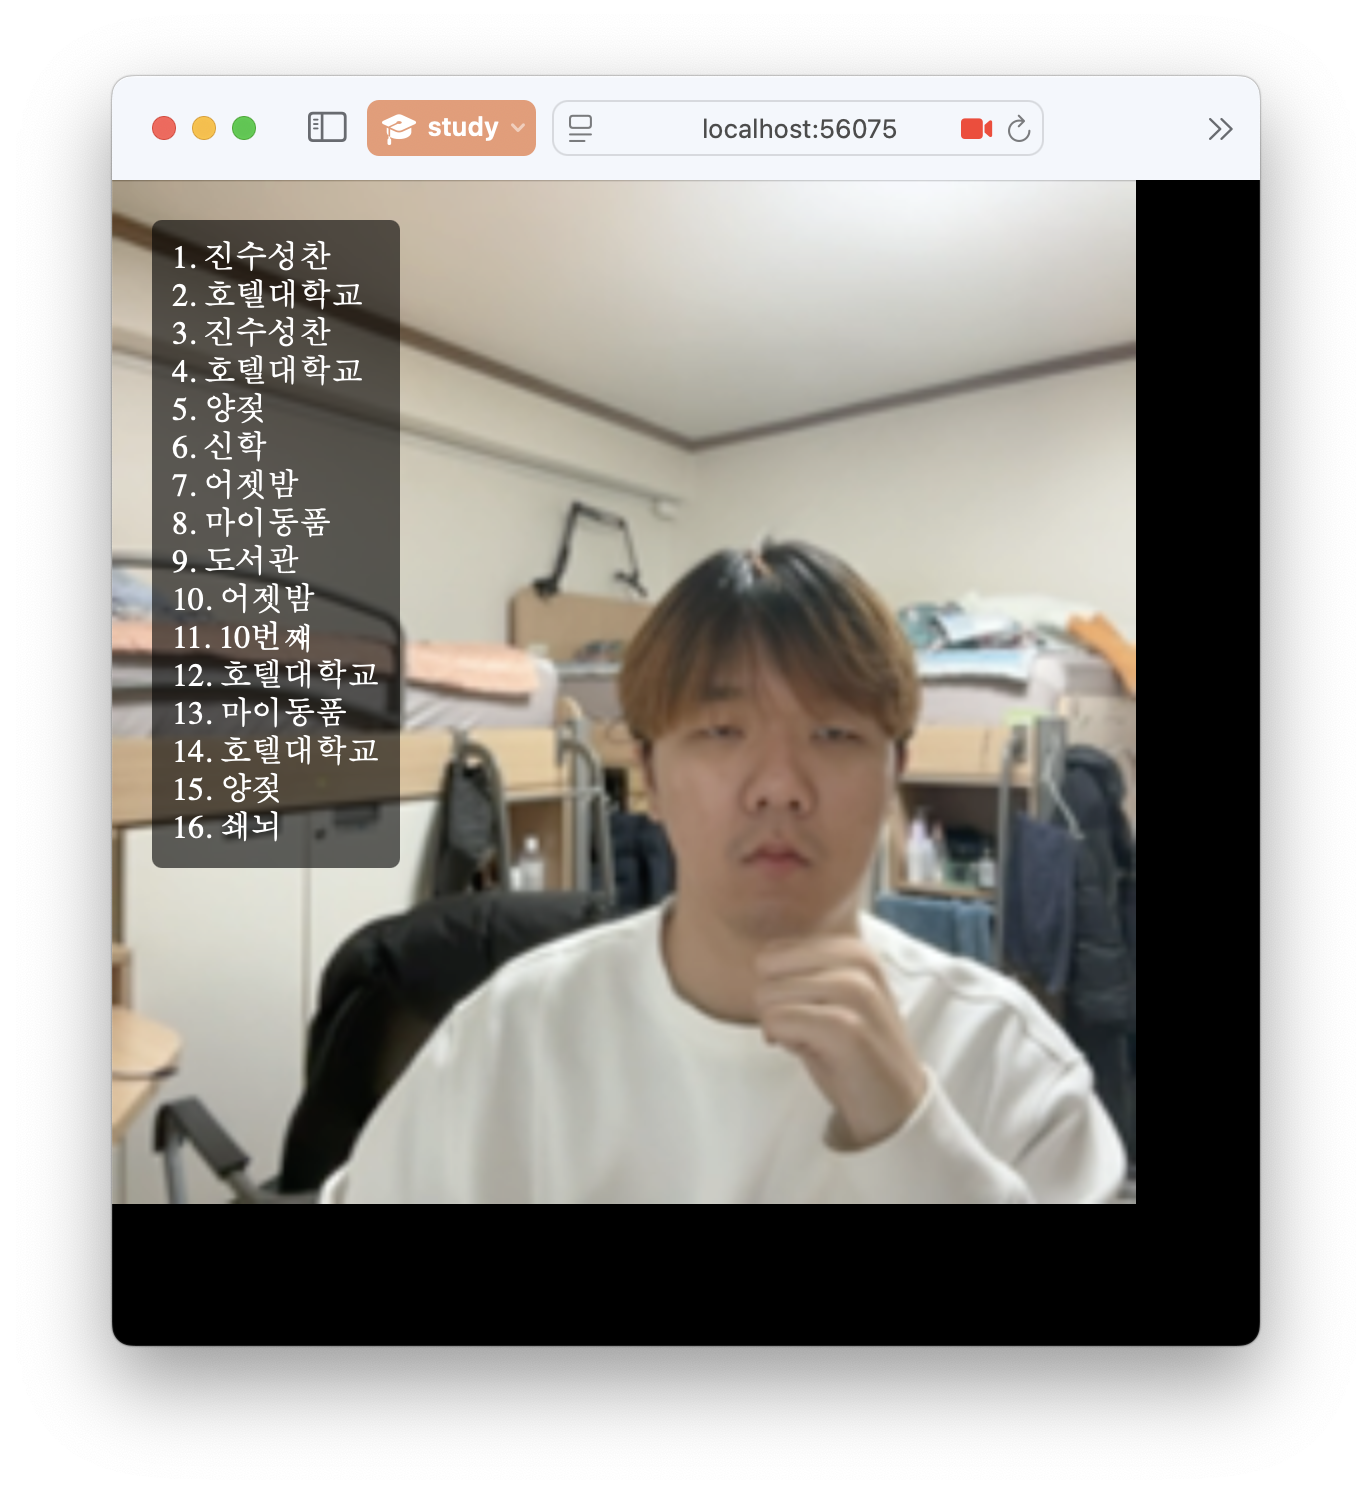 study
localhost:56075
1. 진수성찬
2. 호텔대학교
3. 진수성찬
4. 호텔대학교
5. 양젖
6. 신학
7. 어젯밤
8. 마이동품
9. 도서관
10. 어젯밤
11. 10번쨰
12. 호텔대학교
13. 마이동품
14. 호텔대학교
15. 양젖
16. 쇄뇌